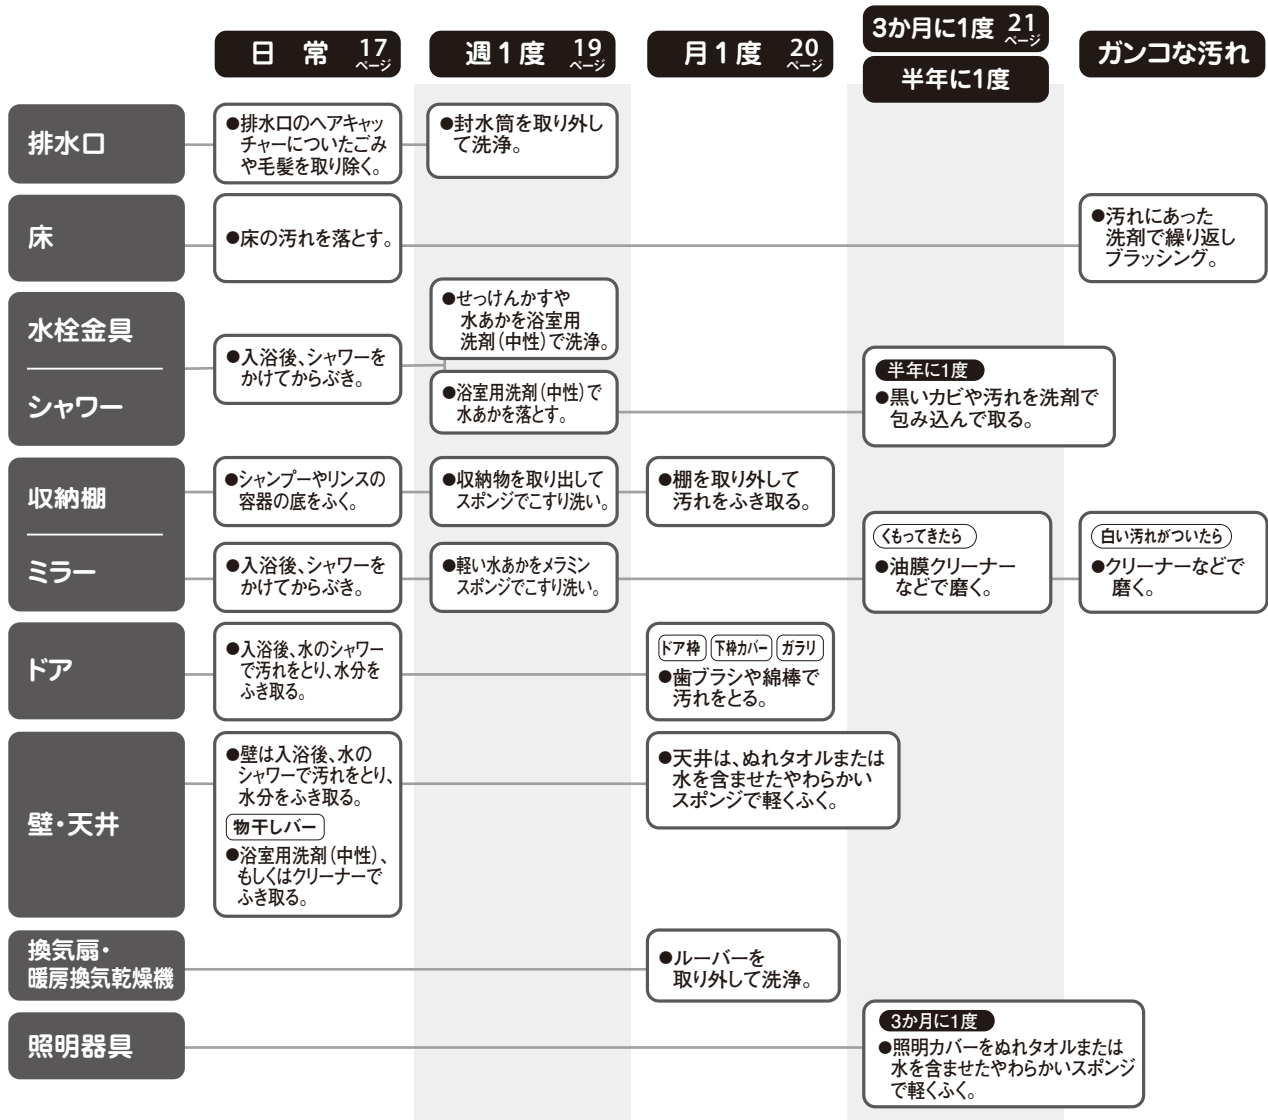 日常 17ページ
週1度 19ページ
月1度 20ページ
3か月に1度 21ページ
半年に1度
ガンコな汚れ
排水口
●排水口のヘアキャッ
チャーについたごみ
や毛髪を取り除く。
●封水筒を取り外し
て洗浄。
床
●床の汚れを落とす。
●汚れにあった
洗剤で繰り返し
ブラッシング。
水栓金具
シャワー
●入浴後、シャワーを
かけてからぶき。
●せっけんかすや
水あかを浴室用
洗剤(中性)で洗浄。
●浴室用洗剤(中性)で
水あかを落とす。
半年に1度
●黒いカビや汚れを洗剤で
包み込んで取る。
収納棚
●シャンプーやリンスの
容器の底をふく。
●収納物を取り出して
スポンジでこすり洗い。
●棚を取り外して
汚れをふき取る。
ミラー
●入浴後、シャワーを
かけてからぶき。
●軽い水あかをメラミン
スポンジでこすり洗い。
くもってきたら
●油膜クリーナー
などで磨く。
白い汚れがついたら
●クリーナーなどで
磨く。
ドア
●入浴後、水のシャワー
で汚れをとり、水分を
ふき取る。
ドア枠 下枠カバー ガラリ
●歯ブラシや綿棒で
汚れをとる。
壁・天井
●壁は入浴後、水の
シャワーで汚れをとり、
水分をふき取る。
物干しバー
●浴室用洗剤(中性)、
もしくはクリーナーで
ふき取る。
●天井は、ぬれタオルまたは
水を含ませたやわらかい
スポンジで軽くふく。
換気扇・
暖房換気乾燥機
●ルーバーを
取り外して洗浄。
照明器具
3か月に1度
●照明カバーをぬれタオルまたは
水を含ませたやわらかいスポンジ
で軽くふく。